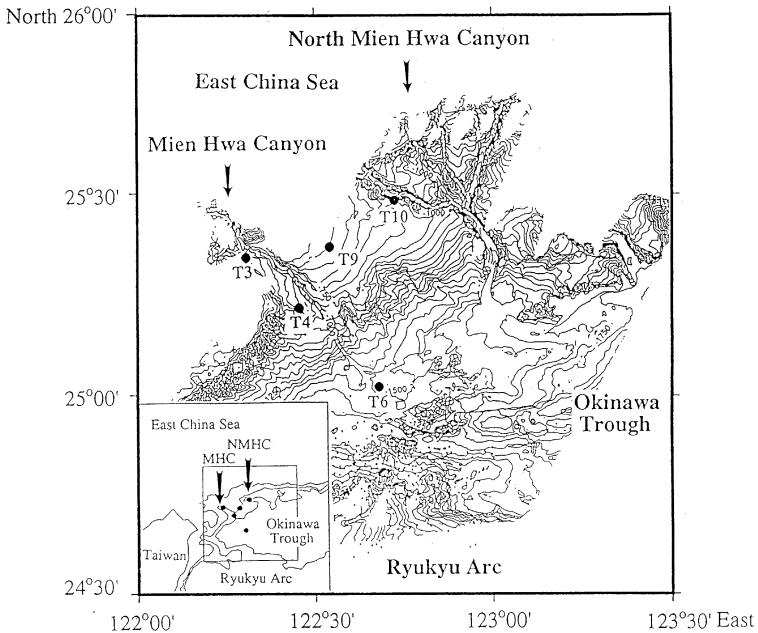 North 26°00'
North Mien Hwa Canyon
East China Sea
Mien Hwa Canyon
25°30'
T10
1000
T9
T3
T4
1750
25°00'
1500
T6
Okinawa
Trough
East China Sea
NMHC
MHC
Okinawa
Trough
Taiwan
Ryukyu Arc
Ryukyu Arc
24°30'
122°00' 122°30' 123°00' 123°30' East